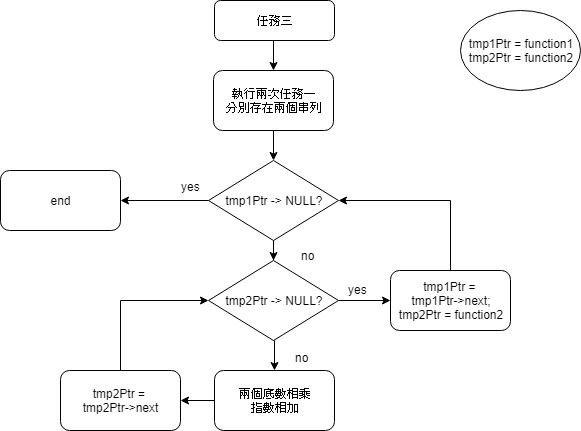 任務三
tmp1Ptr = function1
tmp2Ptr = function2
執行兩次任務一
分別存在兩個串列
yes
end
tmp1Ptr -> NULL?
no
tmp2Ptr -> NULL?
yes
tmp1Ptr =
tmp1Ptr->next;
tmp2Ptr = function2
no
tmp2Ptr =
tmp2Ptr->next
兩個底數相乘
指數相加